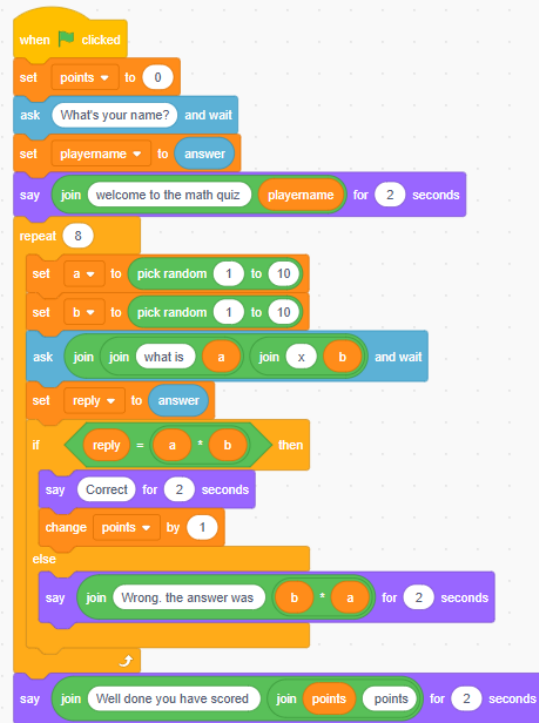 when clicked
set points to 0
ask What's your name? and wait
set playername to answer
say join welcome to the math quiz playername for 2 seconds
repeat 8
set a to pick random 1 to 10
set b to pick random 1 to 10
ask join join what is a join x b and wait
set reply to answer
if reply = a * b then
say Correct for 2 seconds
change points by 1
else
say join Wrong. the answer was b * a for 2 seconds
say join Well done you have scored join points points for 2 seconds